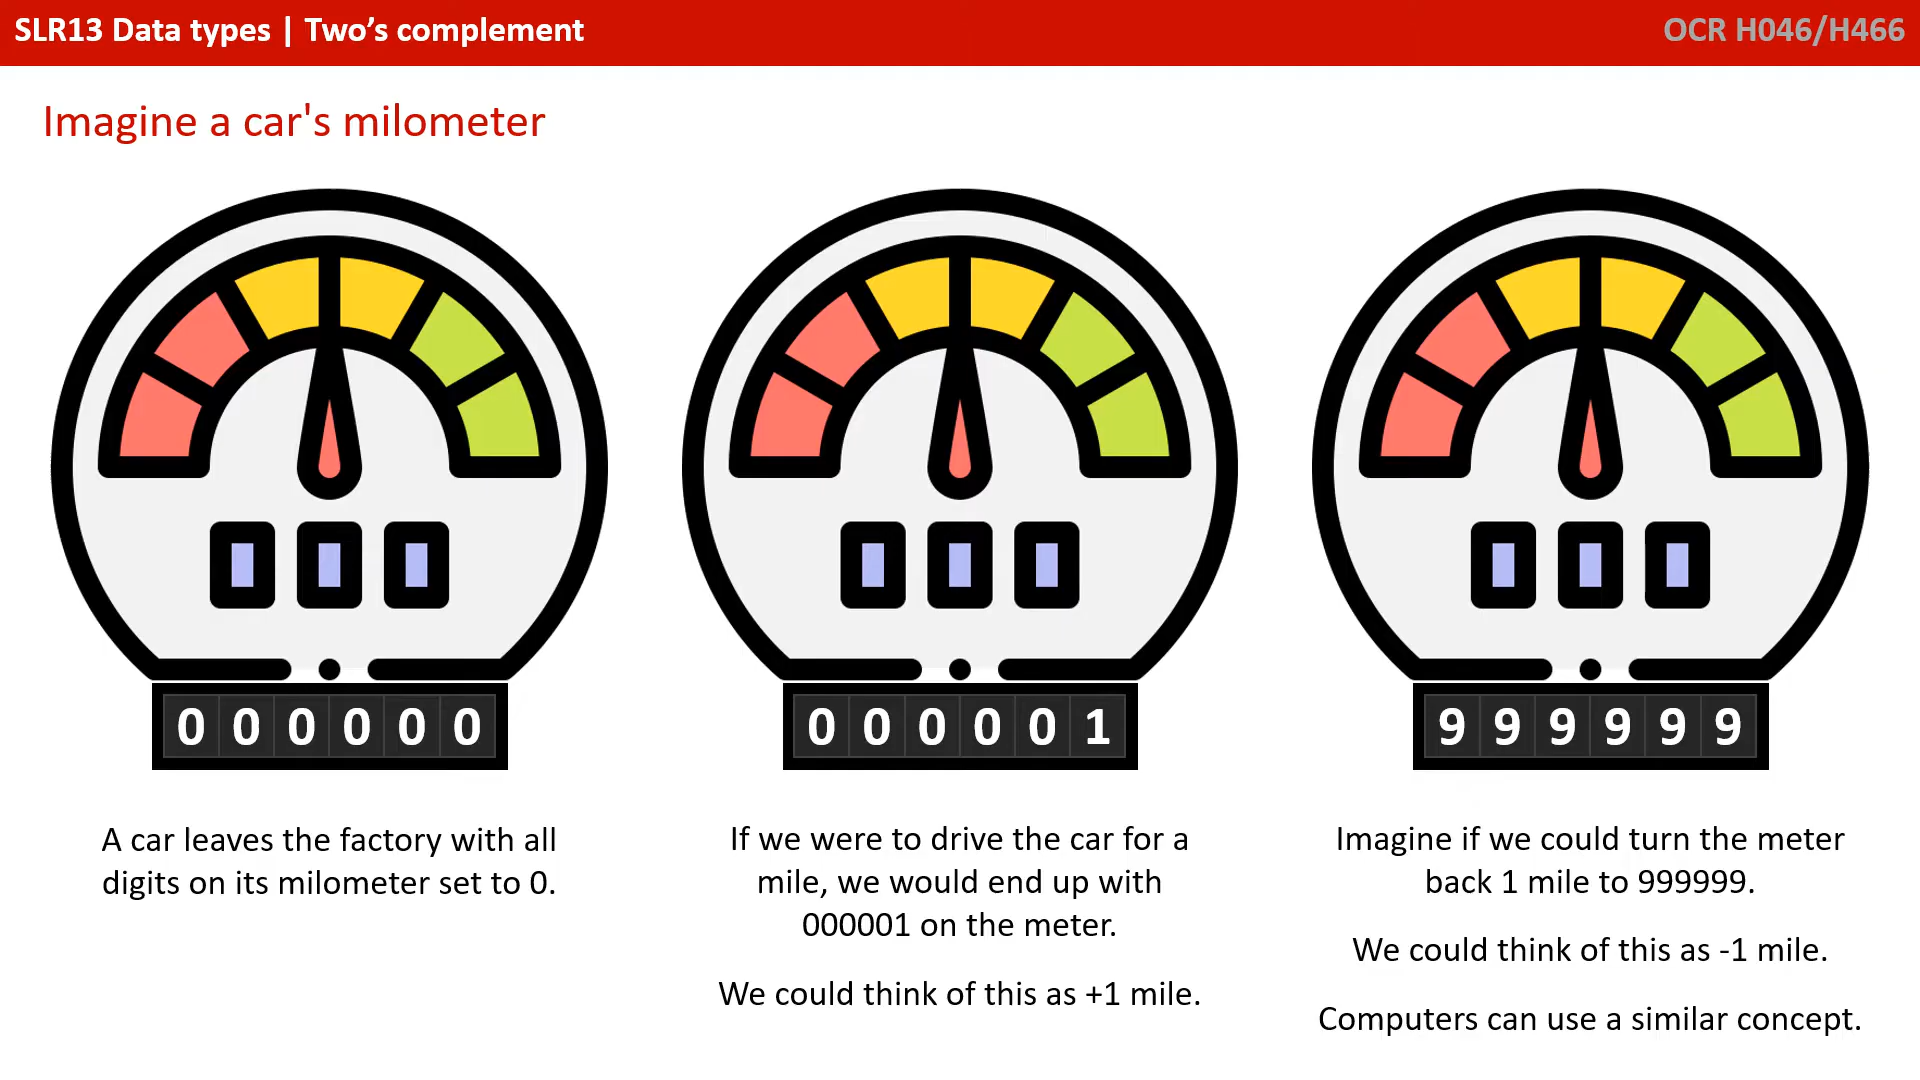 SLR13 Data types | Two’s complement
OCR H046/H466
Imagine a car's milometer
0 0 0 0 0 0
0 0 0 0 0 1
9 9 9 9 9 9
A car leaves the factory with all
digits on its milometer set to 0.
If we were to drive the car for a
mile, we would end up with
000001 on the meter.
We could think of this as +1 mile.
Imagine if we could turn the meter
back 1 mile to 999999.
We could think of this as -1 mile.
Computers can use a similar concept.